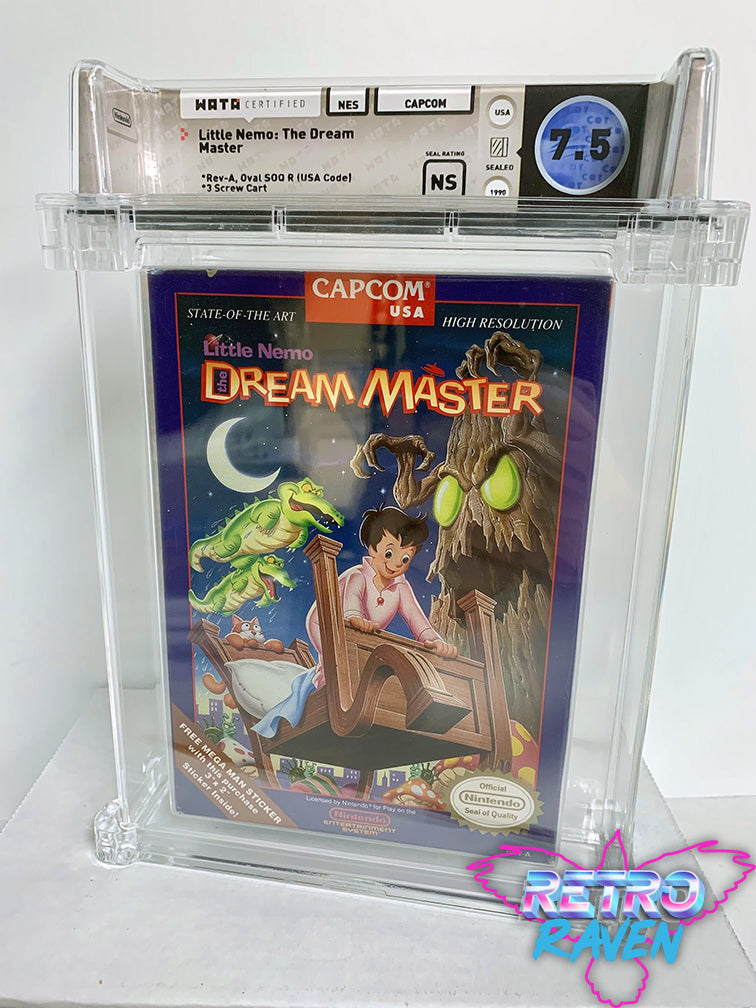 WATA CERTIFIED
NES
CAPCOM
USA
Little Nemo: The Dream
Master
SEALED
7.5
SEAL RATING
NS
*Rev-A, Oval SOQ R (USA Code)
*3 Screw Cart
1990
Nintendo
CAPCOM®
USA
STATE-OF-THE ART
HIGH RESOLUTION
Little Nemo
the DREAM MASTER
FREE MEGA MAN STICKER
with this purchase
3" x 2"
Sticker Inside!
Licensed by Nintendo® for Play on the
Nintendo
ENTERTAINMENT
SYSTEM
Official
Nintendo
Seal of Quality
RETRO
RAVEN